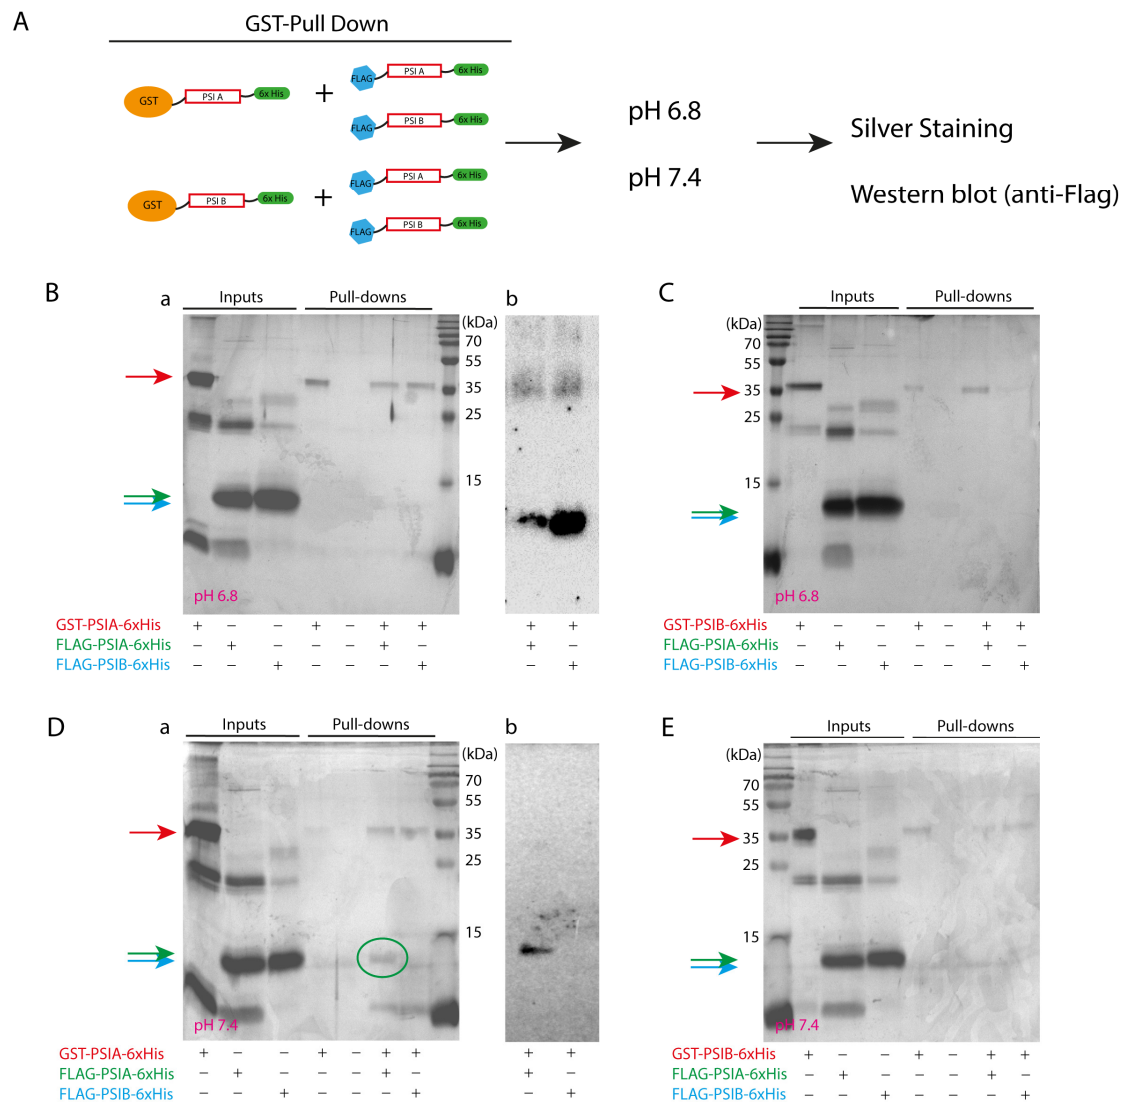 A
GST-Pull Down
GST PSI A 6x His
+
FLAG PSI A 6x His
FLAG PSI B 6x His
GST PSI B 6x His
+
FLAG PSI A 6x His
FLAG PSI B 6x His
pH 6.8
pH 7.4
Silver Staining
Western blot (anti-Flag)
B
a
Inputs
Pull-downs
(kDa)
70
55
35
25
15
pH 6.8
b
GST-PSIA-6xHis + – – + – + + + +
FLAG-PSIA-6xHis – + – – – + – + –
FLAG-PSIB-6xHis – – + – – – + – +
C
Inputs
Pull-downs
(kDa)
70
55
35
25
15
pH 6.8
GST-PSIB-6xHis + – – + – + +
FLAG-PSIA-6xHis – + – – – + –
FLAG-PSIB-6xHis – – + – – – +
D
a
Inputs
Pull-downs
(kDa)
70
55
35
25
15
pH 7.4
b
GST-PSIA-6xHis + – – + – + + + +
FLAG-PSIA-6xHis – + – – – + – + –
FLAG-PSIB-6xHis – – + – – – + – +
E
Inputs
Pull-downs
(kDa)
70
55
35
25
15
pH 7.4
GST-PSIB-6xHis + – – + – + +
FLAG-PSIA-6xHis – + – – – + –
FLAG-PSIB-6xHis – – + – – – +